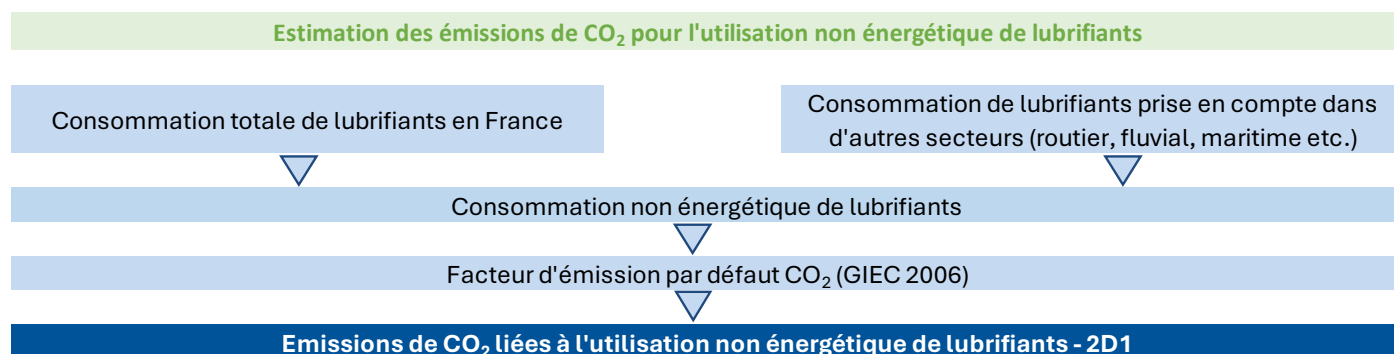 Estimation des émissions de CO₂ pour l'utilisation non énergétique de lubrifiants
Consommation totale de lubrifiants en France
Consommation de lubrifiants prise en compte dans
d'autres secteurs (routier, fluvial, maritime etc.)
Consommation non énergétique de lubrifiants
Facteur d'émission par défaut CO₂ (GIEC 2006)
Emissions de CO₂ liées à l'utilisation non énergétique de lubrifiants - 2D1